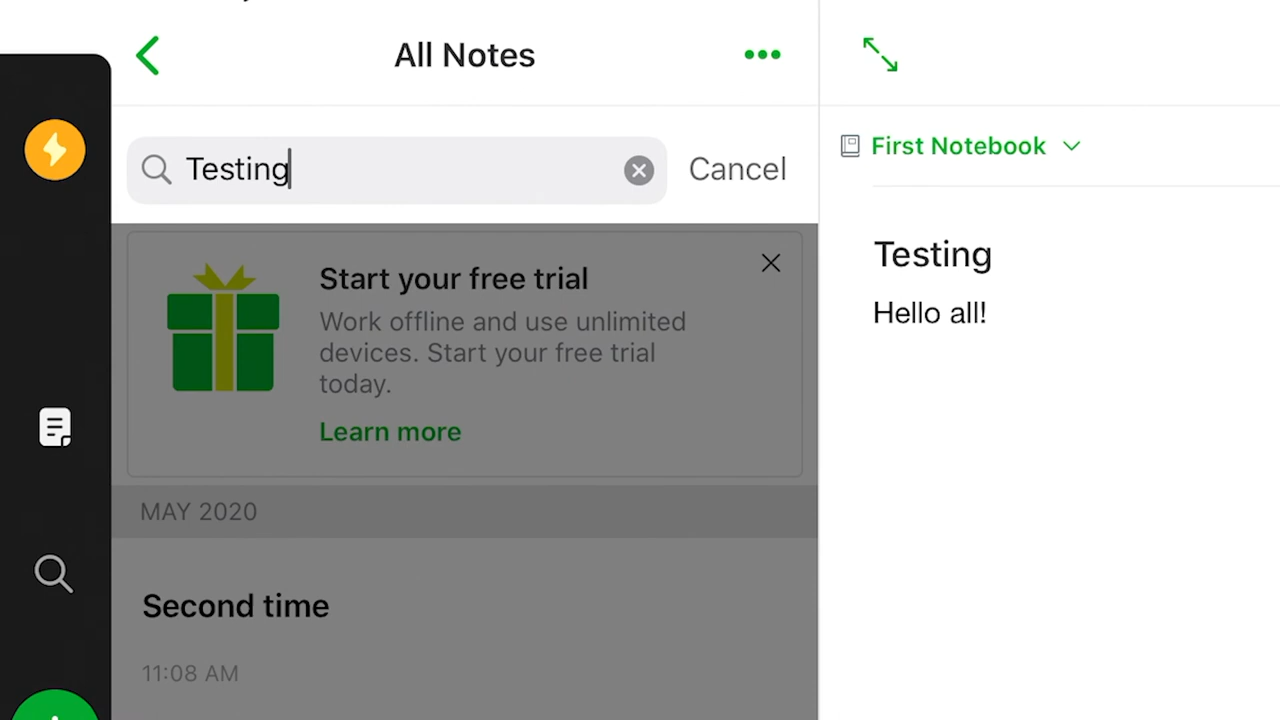 All Notes
Testing
Cancel
Start your free trial
Work offline and use unlimited
devices. Start your free trial
today.
Learn more
MAY 2020
Second time
11:08 AM
First Notebook
Testing
Hello all!